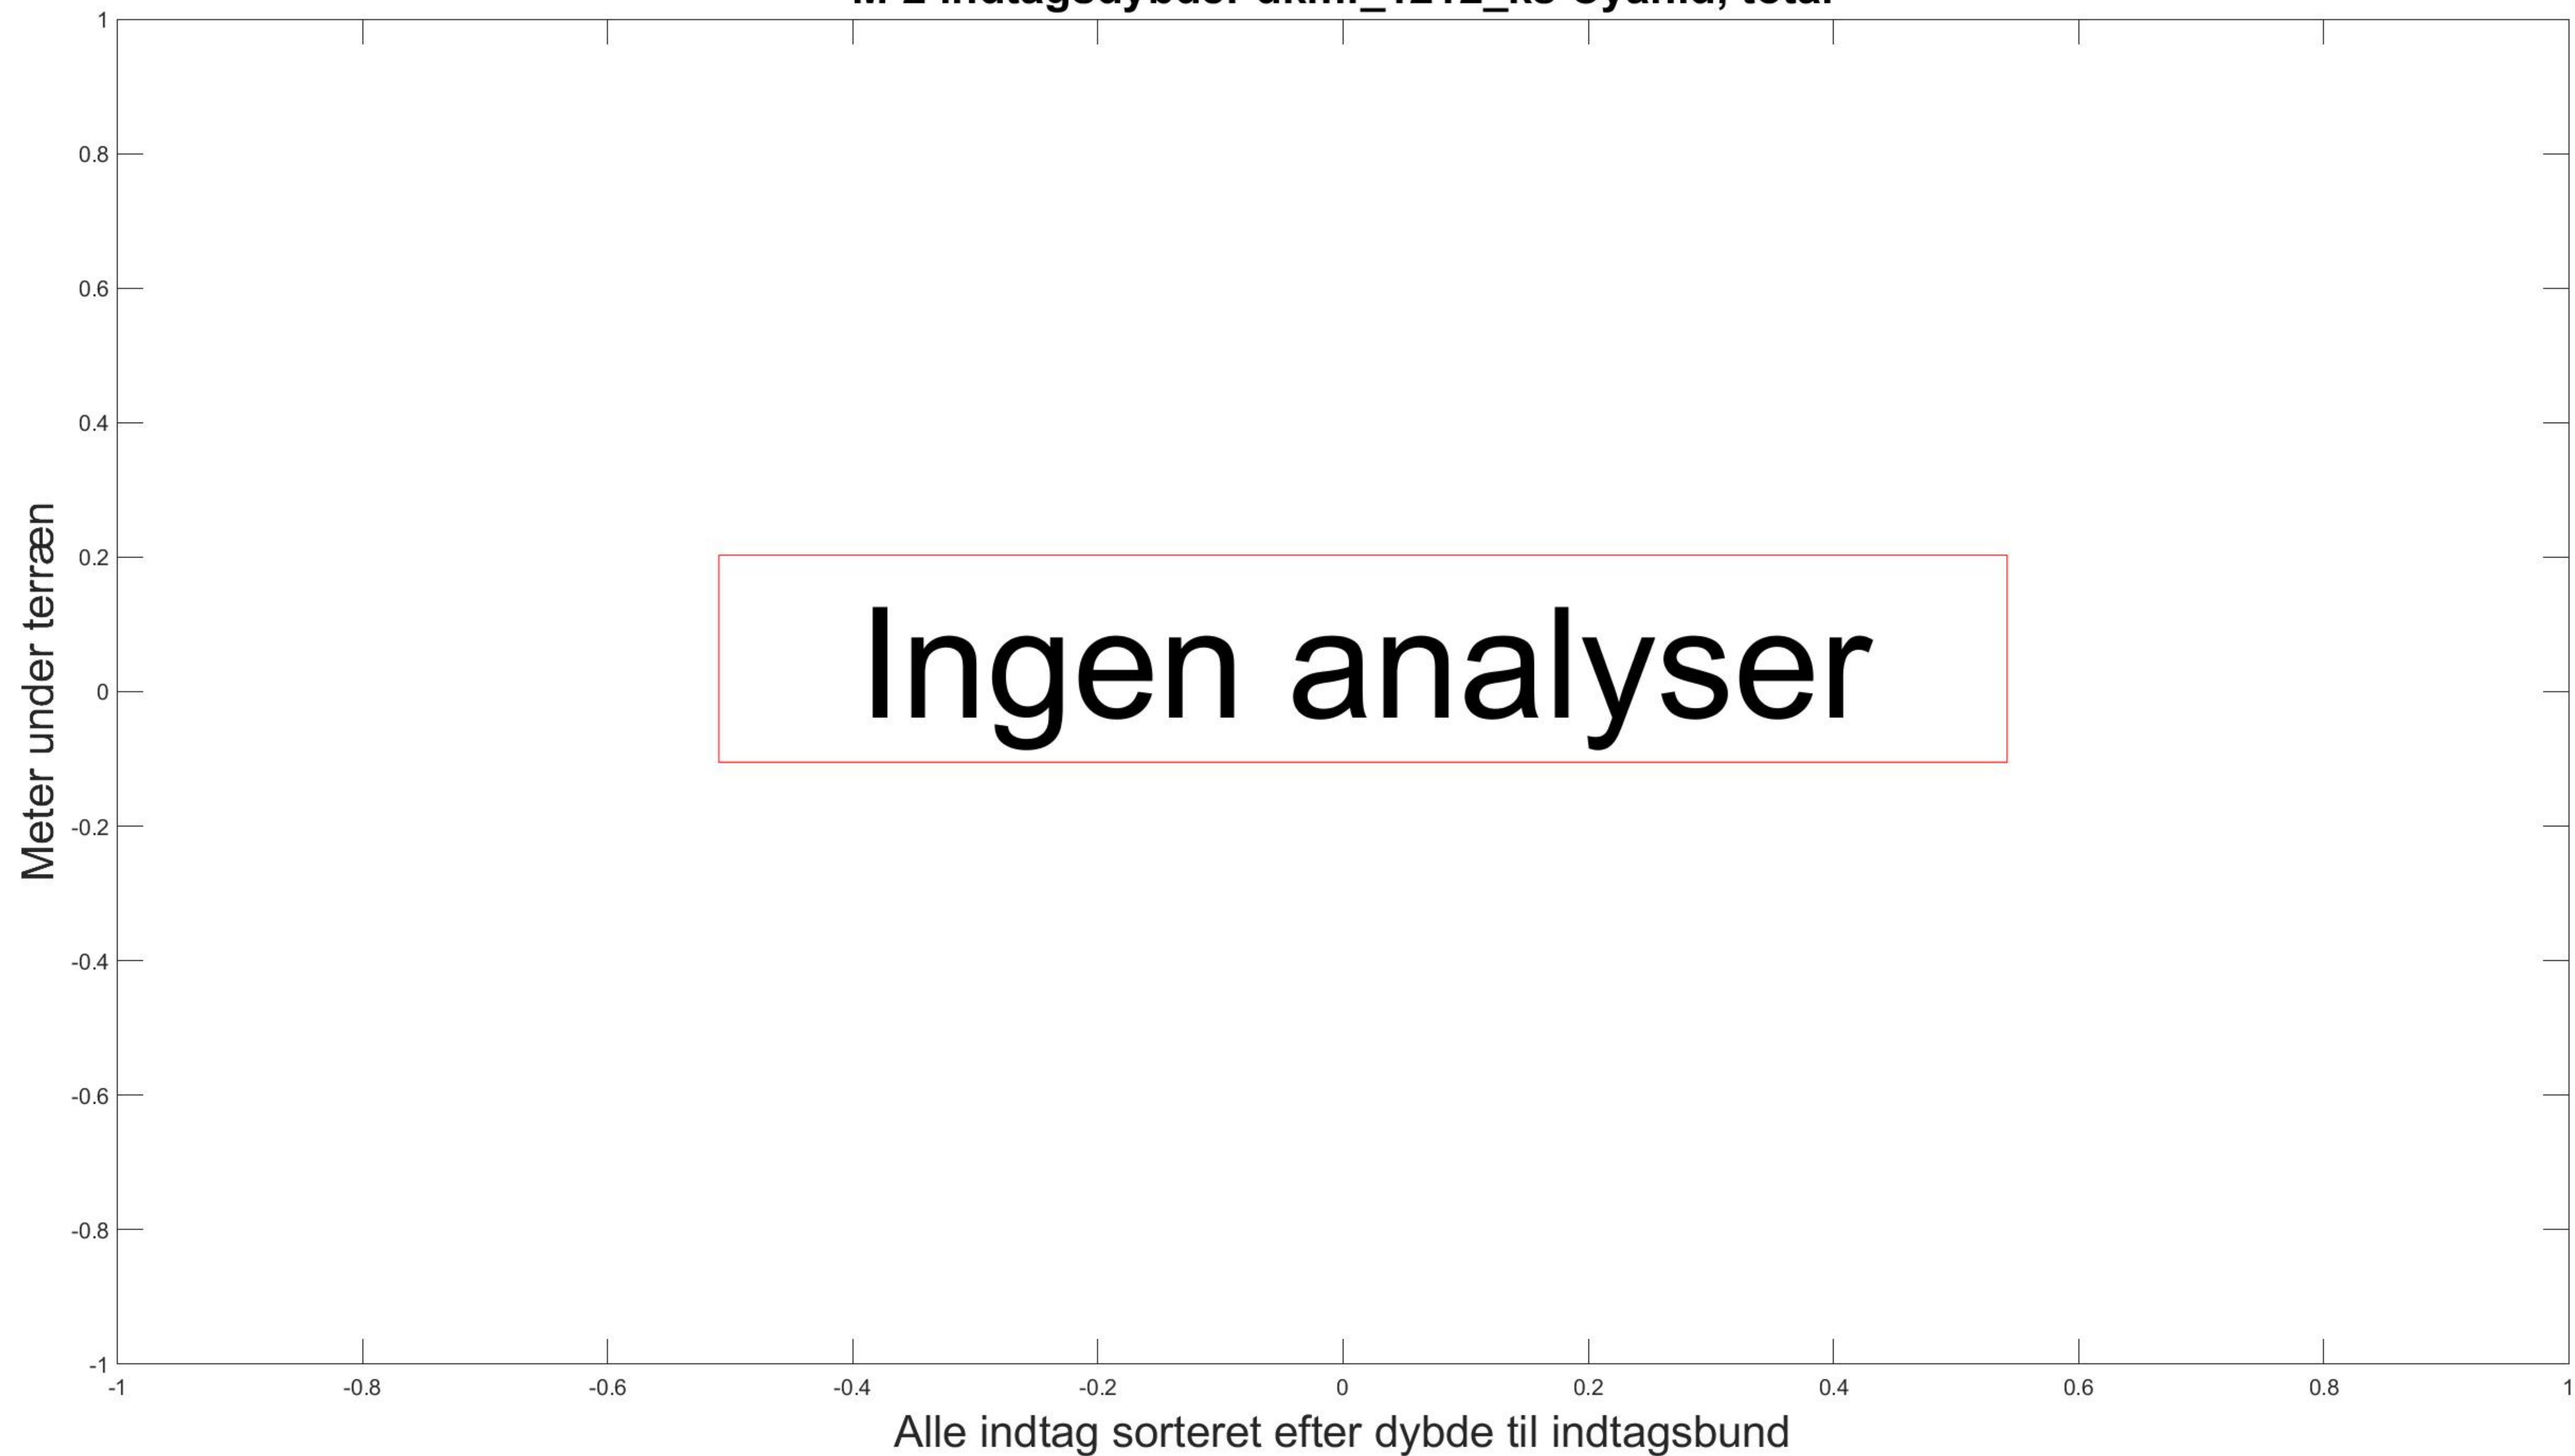 1
0.8
0.6
0.4
0.2
0
-0.2
-0.4
-0.6
-0.8
-1
Meter under terræn
Ingen analyser
-1 -0.8 -0.6 -0.4 -0.2 0 0.2 0.4 0.6 0.8 1
Alle indtag sorteret efter dybde til indtagsbund